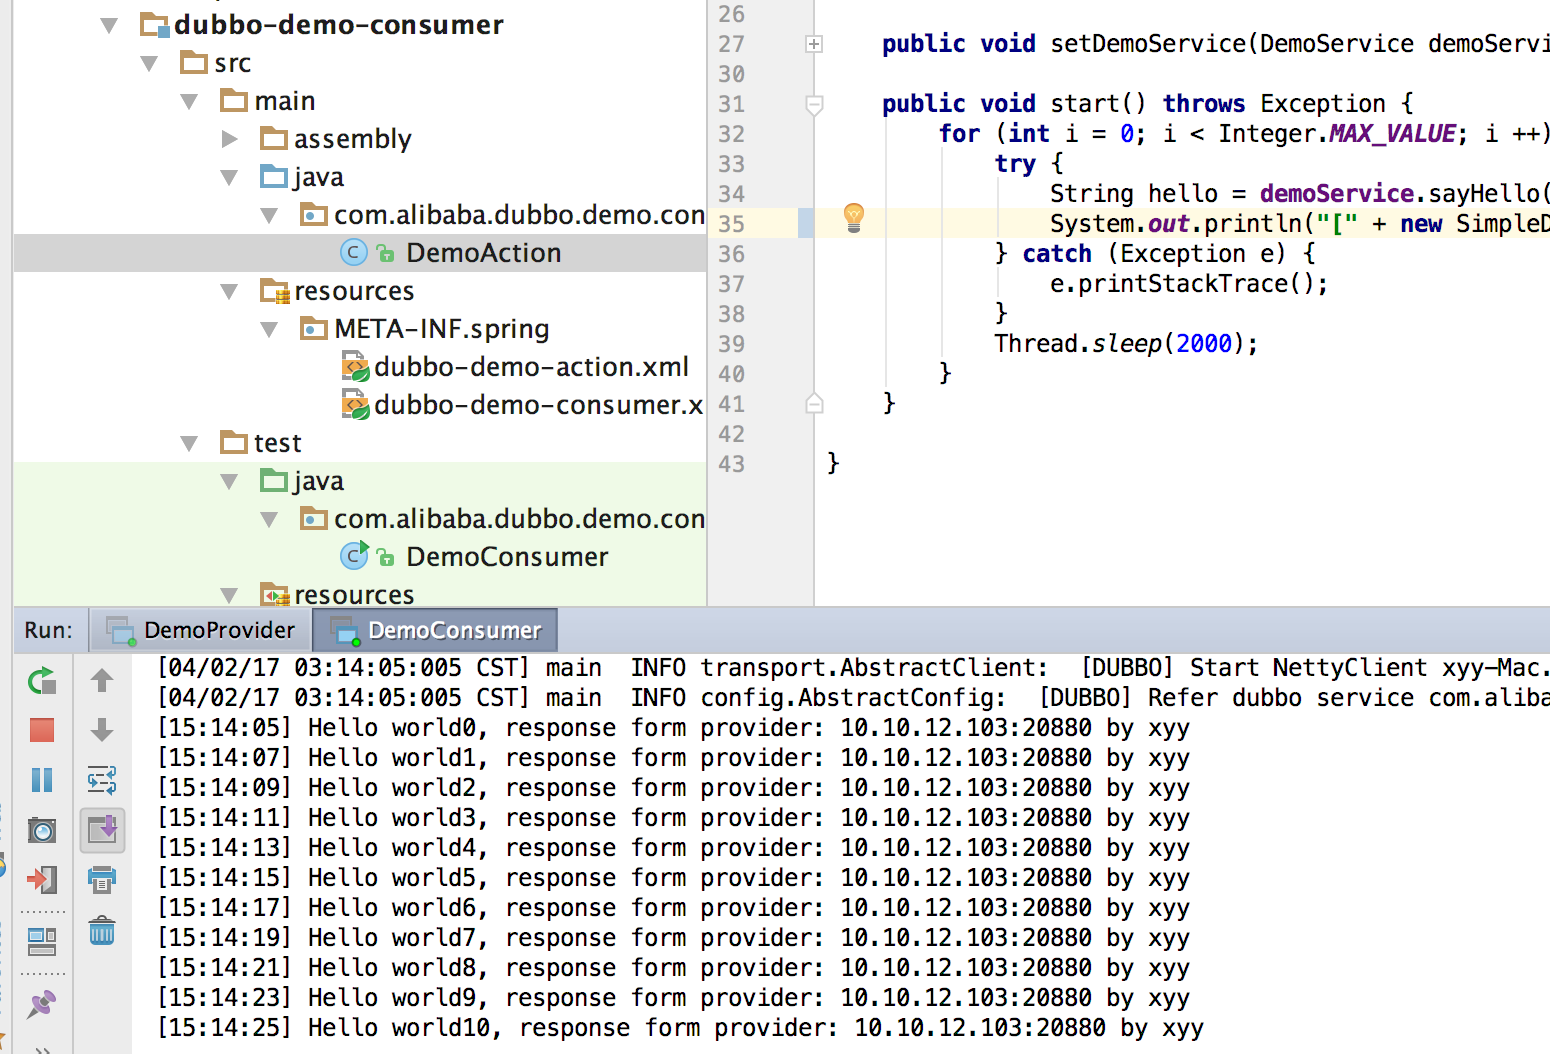 dubbo-demo-consumer
src
main
assembly
java
com.alibaba.dubbo.demo.con
DemoAction
resources
META-INF.spring
dubbo-demo-action.xml
dubbo-demo-consumer.x
test
java
com.alibaba.dubbo.demo.con
DemoConsumer
resources
26
27 public void setDemoService(DemoService demoServi
30
31 public void start() throws Exception {
32 for (int i = 0; i < Integer.MAX_VALUE; i ++)
33 try {
34 String hello = demoService.sayHello(
35 System.out.println("[" + new SimpleD
36 } catch (Exception e) {
37 e.printStackTrace();
38 }
39 Thread.sleep(2000);
40 }
41 }
42
43 }
Run: DemoProvider DemoConsumer
[04/02/17 03:14:05:005 CST] main  INFO transport.AbstractClient:  [DUBBO] Start NettyClient xyy-Mac.
[04/02/17 03:14:05:005 CST] main  INFO config.AbstractConfig:  [DUBBO] Refer dubbo service com.aliba
[15:14:05] Hello world0, response form provider: 10.10.12.103:20880 by xyy
[15:14:07] Hello world1, response form provider: 10.10.12.103:20880 by xyy
[15:14:09] Hello world2, response form provider: 10.10.12.103:20880 by xyy
[15:14:11] Hello world3, response form provider: 10.10.12.103:20880 by xyy
[15:14:13] Hello world4, response form provider: 10.10.12.103:20880 by xyy
[15:14:15] Hello world5, response form provider: 10.10.12.103:20880 by xyy
[15:14:17] Hello world6, response form provider: 10.10.12.103:20880 by xyy
[15:14:19] Hello world7, response form provider: 10.10.12.103:20880 by xyy
[15:14:21] Hello world8, response form provider: 10.10.12.103:20880 by xyy
[15:14:23] Hello world9, response form provider: 10.10.12.103:20880 by xyy
[15:14:25] Hello world10, response form provider: 10.10.12.103:20880 by xyy